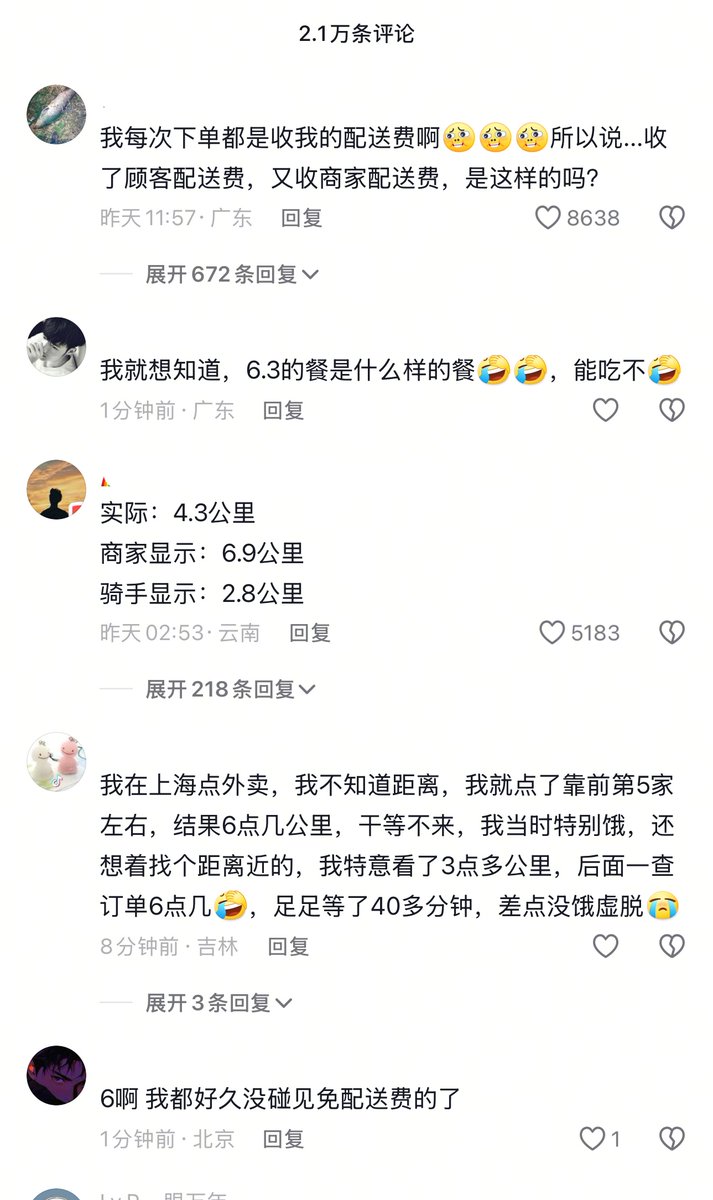 2.1万条评论
我每次下单都是收我的配送费啊🥺🥺🥺所以说...收
了顾客配送费，又收商家配送费，是这样的吗?
昨天 11:57· 广东 回复 8638
展开 672 条回复
我就想知道，6.3的餐是什么样的餐🤣🤣，能吃不🤣
1分钟前 · 广东 回复
实际：4.3公里
商家显示：6.9公里
骑手显示：2.8公里
昨天 02:53· 云南 回复 5183
展开 218 条回复
我在上海点外卖，我不知道距离，我就点了靠前第5家
左右，结果6点几公里，干等不来，我当时特别饿，还
想着找个距离近的，我特意看了3点多公里，后面一查
订单6点几🤣，足足等了40多分钟，差点没饿虚脱😭
8分钟前 · 吉林 回复
展开 3 条回复
6啊 我都好久没碰见免配送费的了
1分钟前 · 北京 回复 1